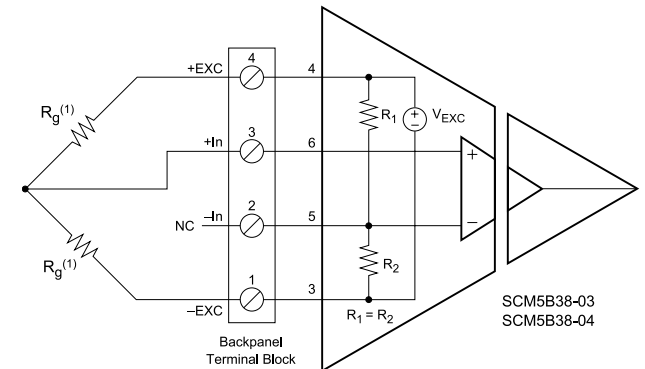 +EXC
4
4
Rg(1)
R1
+
−
VEXC
+In
3
6
+
NC
−In
2
5
−
Rg(1)
R2
1
3
−EXC
R1 = R2
SCM5B38-03
SCM5B38-04
Backpanel
Terminal Block